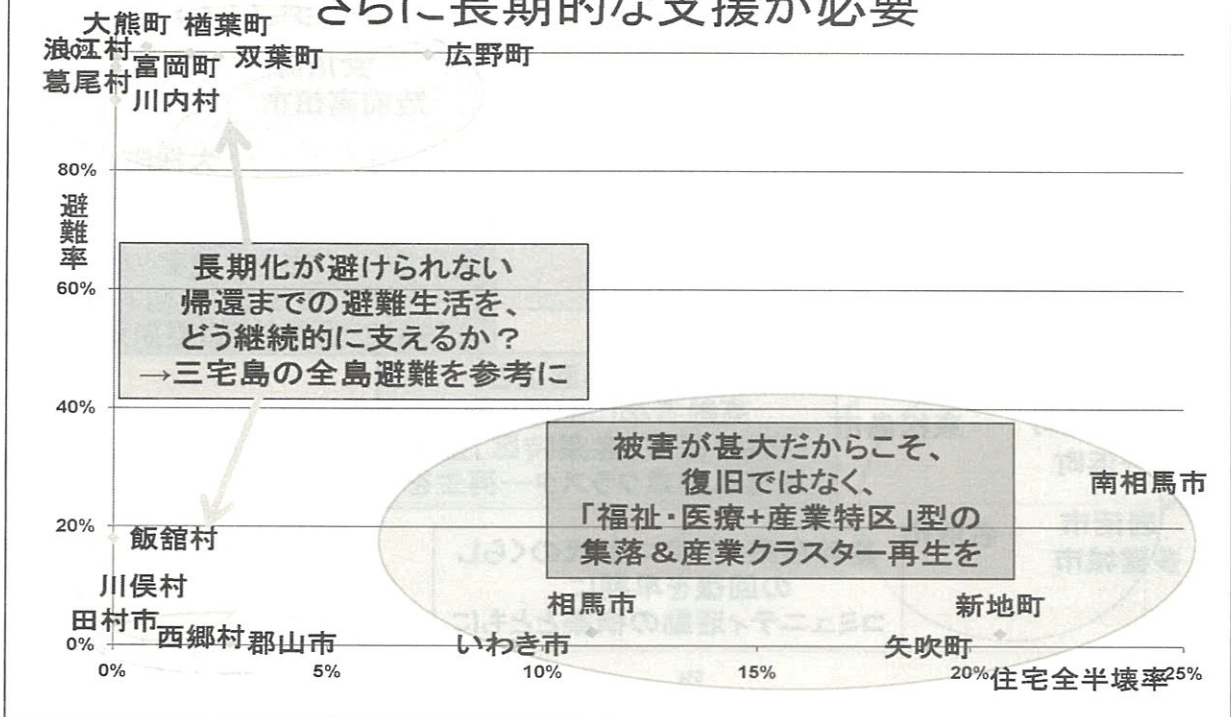 さらに長期的な支援が必要
大熊町 楢葉町
浪江村
富岡町 双葉町 広野町
葛尾村
川内村
80%
避難率
長期化が避けられない
帰還までの避難生活を、
どう継続的に支えるか？
→三宅島の全島避難を参考に
60%
40%
被害が甚大だからこそ、
復旧ではなく、
「福祉・医療+産業特区」型の
集落＆産業クラスター再生を
南相馬市
20%
飯舘村
川俣村
相馬市 新地町
田村市
西郷村 郡山市 いわき市 矢吹町
0%
0% 5% 10% 15% 20% 25%
住宅全半壊率